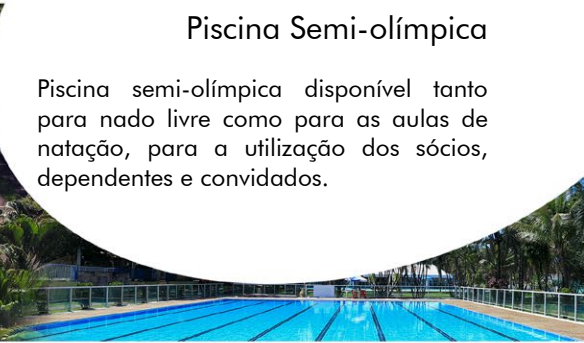 Piscina Semi-olímpica
Piscina semi-olímpica disponível tanto
para nado livre como para as aulas de
natação, para a utilização dos sócios,
dependentes e convidados.